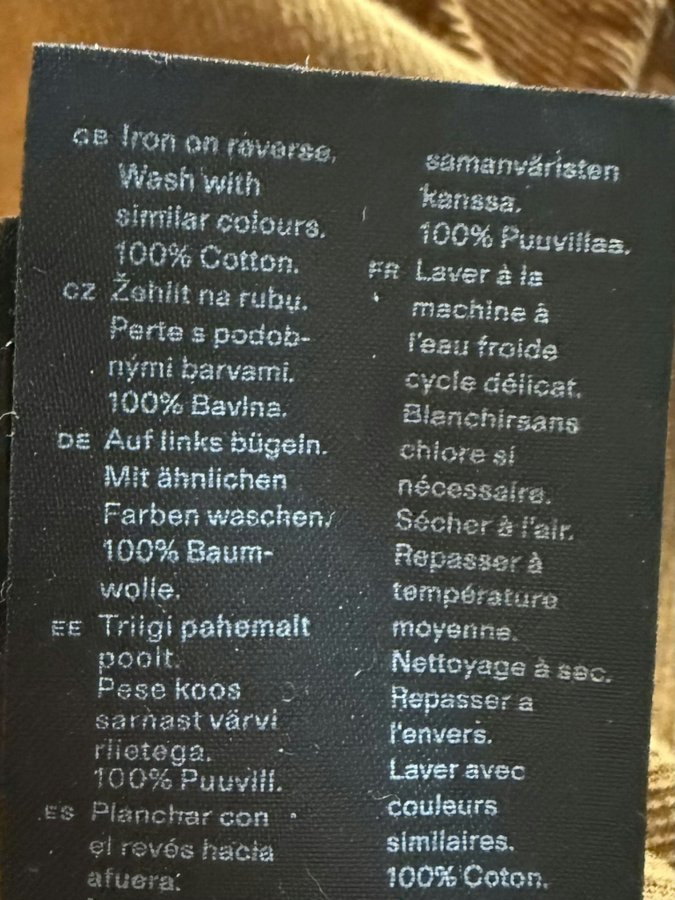 GB Iron on reverse.
Wash with
similar colours.
100% Cotton.
CZ Žehlit na rubu.
Perte s podob-
nými barvami.
100% Bavlna.
DE Auf links bügeln.
Mit ähnlichen
Farben waschen.
100% Baum-
wolle.
EE Triigi pahemalt
poolt.
Pese koos
sarnast värvi
riietega.
100% Puuvill.
ES Planchar con
el revés hacia
afuera.
samanväristen
kanssa.
100% Puuvillaa.
FR Laver à la
machine à
l'eau froide
cycle délicat.
Blanchirsans
chlore si
nécessaire.
Sécher à l'air.
Repasser à
température
moyenne.
Nettoyage à sec.
Repasser a
l'envers.
Laver avec
couleurs
similaires.
100% Coton.